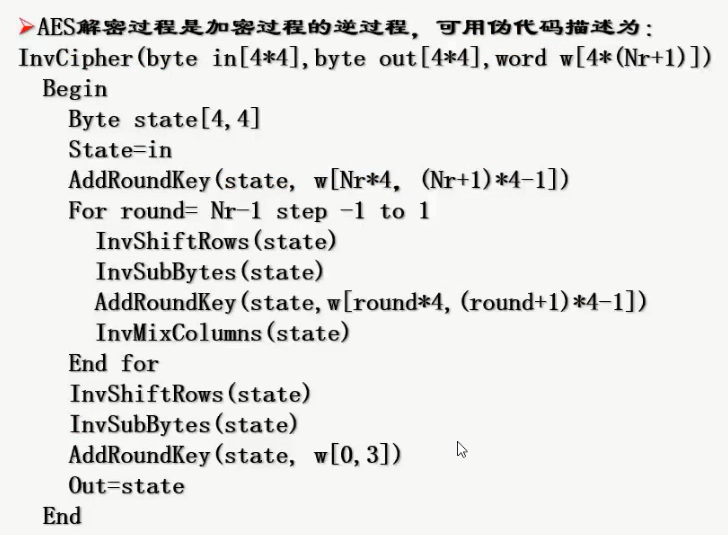 ➢AES解密过程是加密过程的逆过程，可用伪代码描述为：
InvCipher(byte in[4*4],byte out[4*4],word w[4*(Nr+1)])
Begin
Byte state[4,4]
State=in
AddRoundKey(state, w[Nr*4, (Nr+1)*4-1])
For round= Nr-1 step -1 to 1
InvShiftRows(state)
InvSubBytes(state)
AddRoundKey(state,w[round*4,(round+1)*4-1])
InvMixColumns(state)
End for
InvShiftRows(state)
InvSubBytes(state)
AddRoundKey(state, w[0,3])
Out=state
End